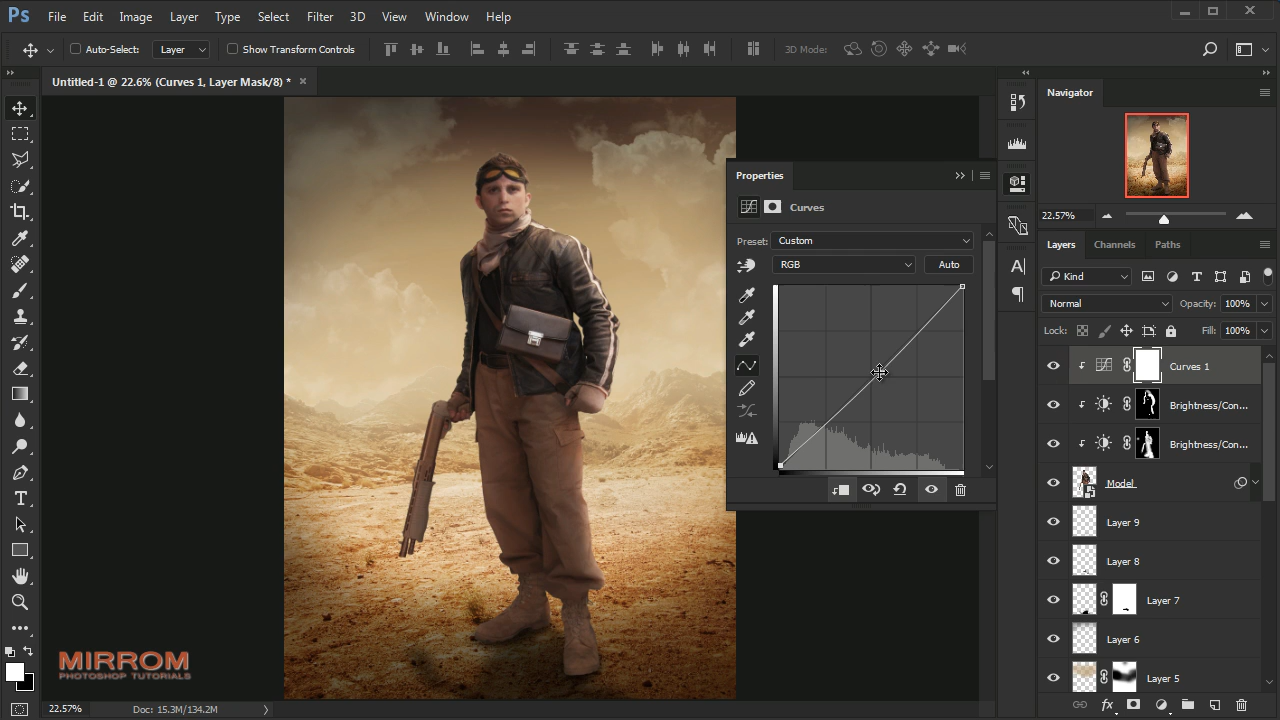 Ps File Edit Image Layer Type Select Filter 3D View Window Help
Auto-Select: Layer Show Transform Controls 3D Mode:
Untitled-1 @ 22.6% (Curves 1, Layer Mask/8) *
Navigator
22.57%
Properties
Curves
Preset: Custom
RGB Auto
Layers Channels Paths
Kind
Normal Opacity: 100%
Lock: Fill: 100%
Curves 1
Brightness/Con...
Brightness/Con...
Model
Layer 9
Layer 8
Layer 7
Layer 6
Layer 5
MIRROM
PHOTOSHOP TUTORIALS
22.57% Doc: 15.3M/134.2M